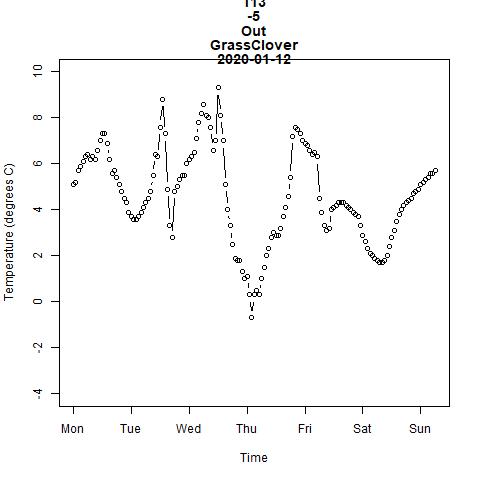 113
-5
Out
GrassClover
2020-01-12
Temperature (degrees C)
10
8
6
4
2
0
-2
-4
Mon Tue Wed Thu Fri Sat Sun
Time